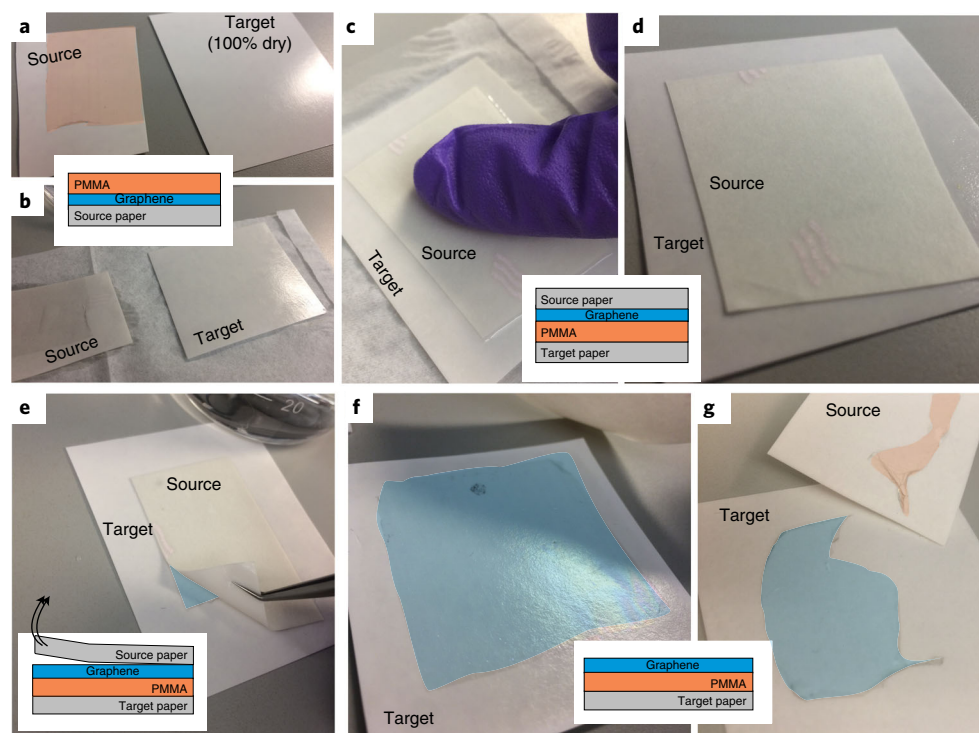 a
Source
Target
(100% dry)
PMMA
Graphene
Source paper
b
Source
Target
c
Source
Target
Source paper
Graphene
PMMA
Target paper
d
Source
Target
e
20
Source
Target
Source paper
Graphene
PMMA
Target paper
f
Target
Graphene
PMMA
Target paper
g
Source
Target